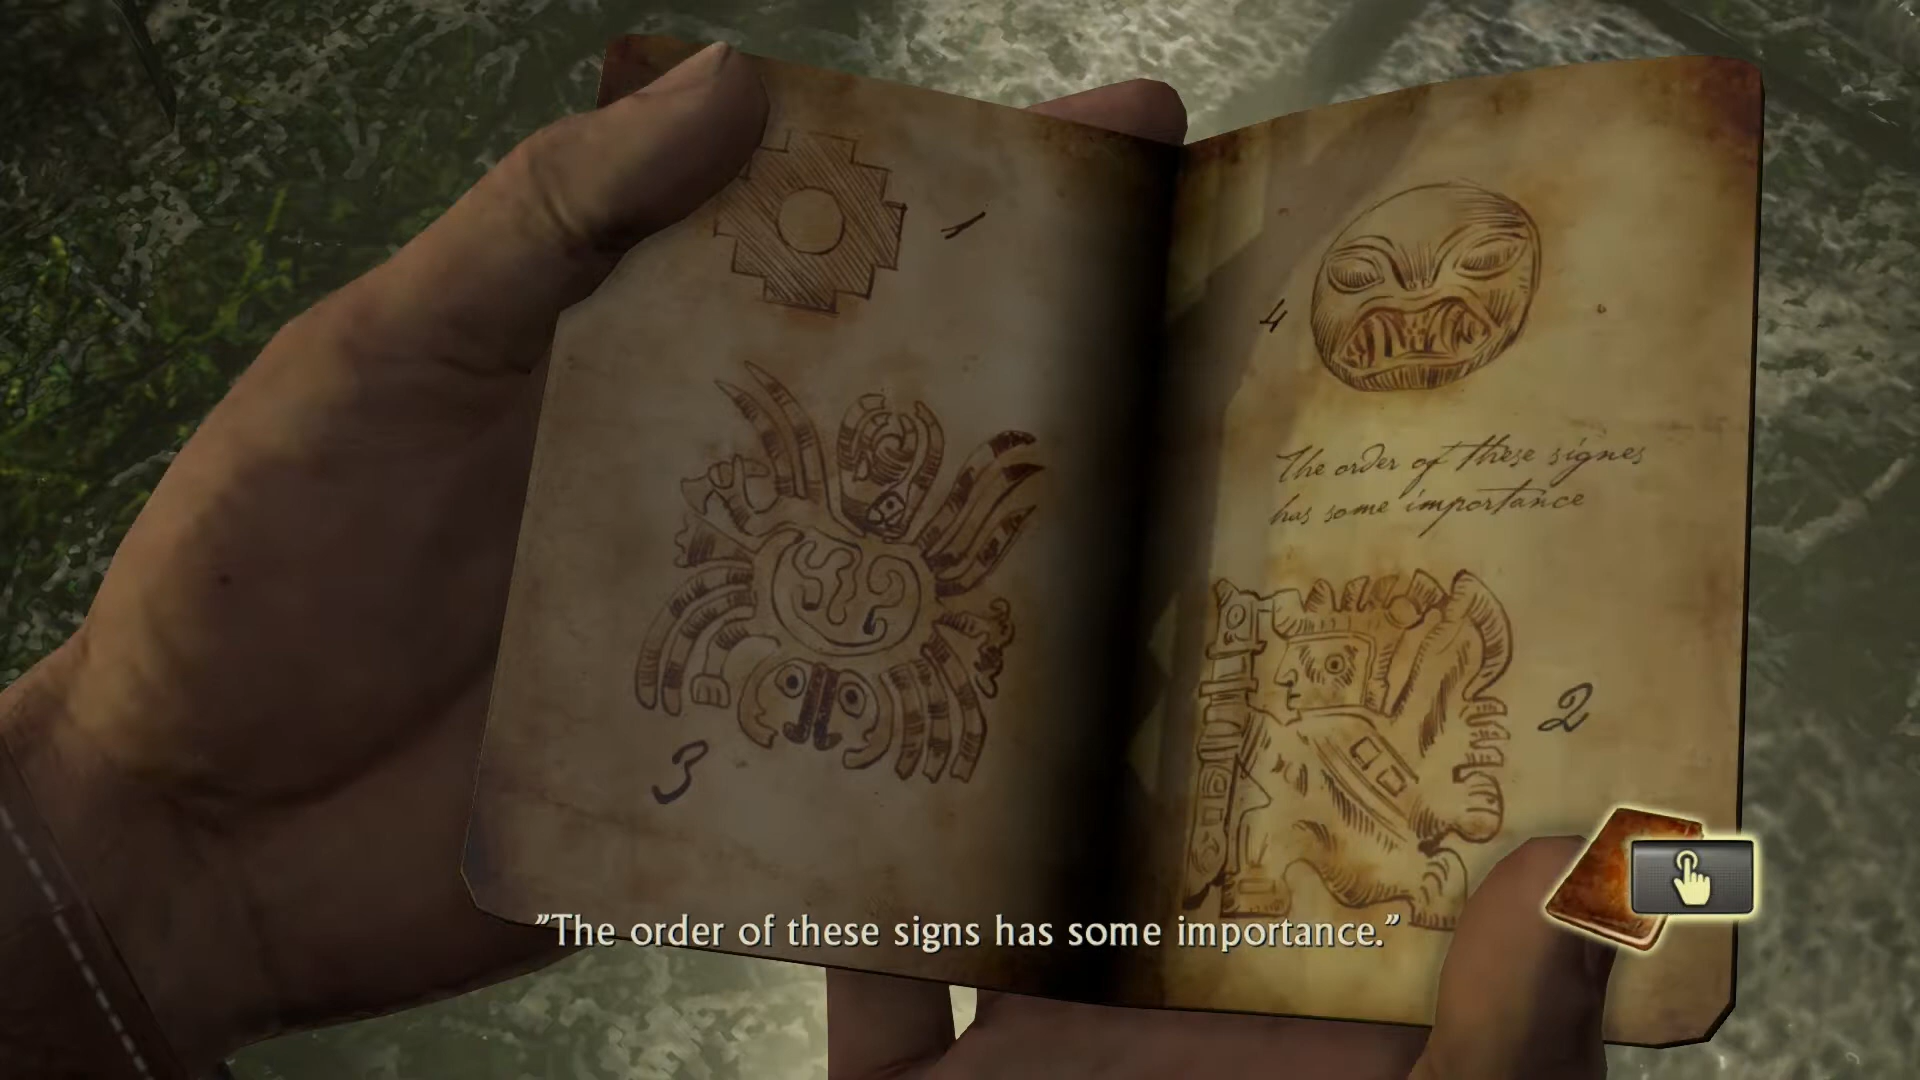 1
4
The order of these signes
has some importance
2
3
"The order of these signs has some importance."